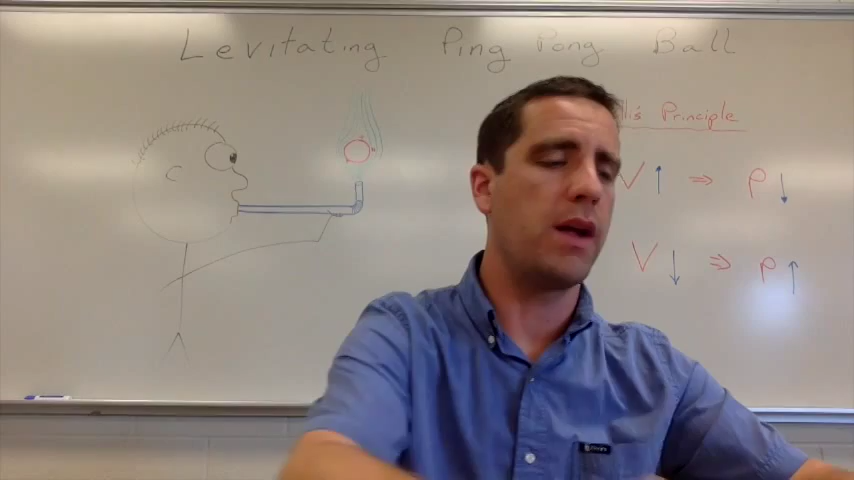 Levitating Ping Pong Ball
Principle
V ↑ ⇒ P ↓
V ↓ ⇒ P ↑